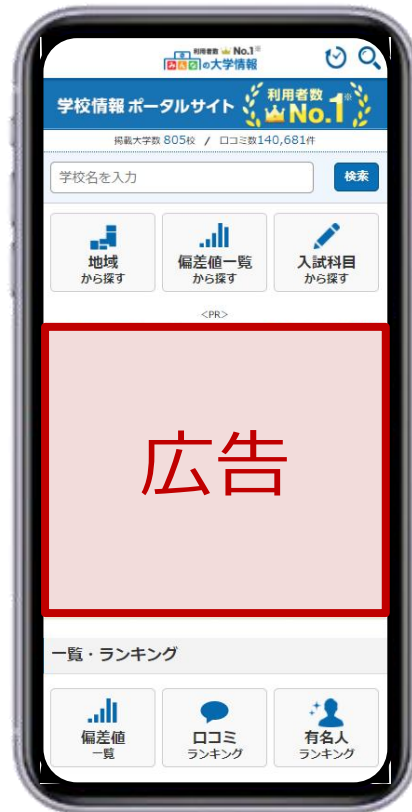 利用者数 No.1※
みんなの大学情報
学校情報 ポータルサイト 利用者数 No.1※
掲載大学数 805校 / 口コミ数140,681件
学校名を入力 検索
地域 偏差値一覧 入試科目
から探す から探す から探す
<PR>
広告
一覧・ランキング
偏差値 口コミ 有名人
一覧 ランキング ランキング